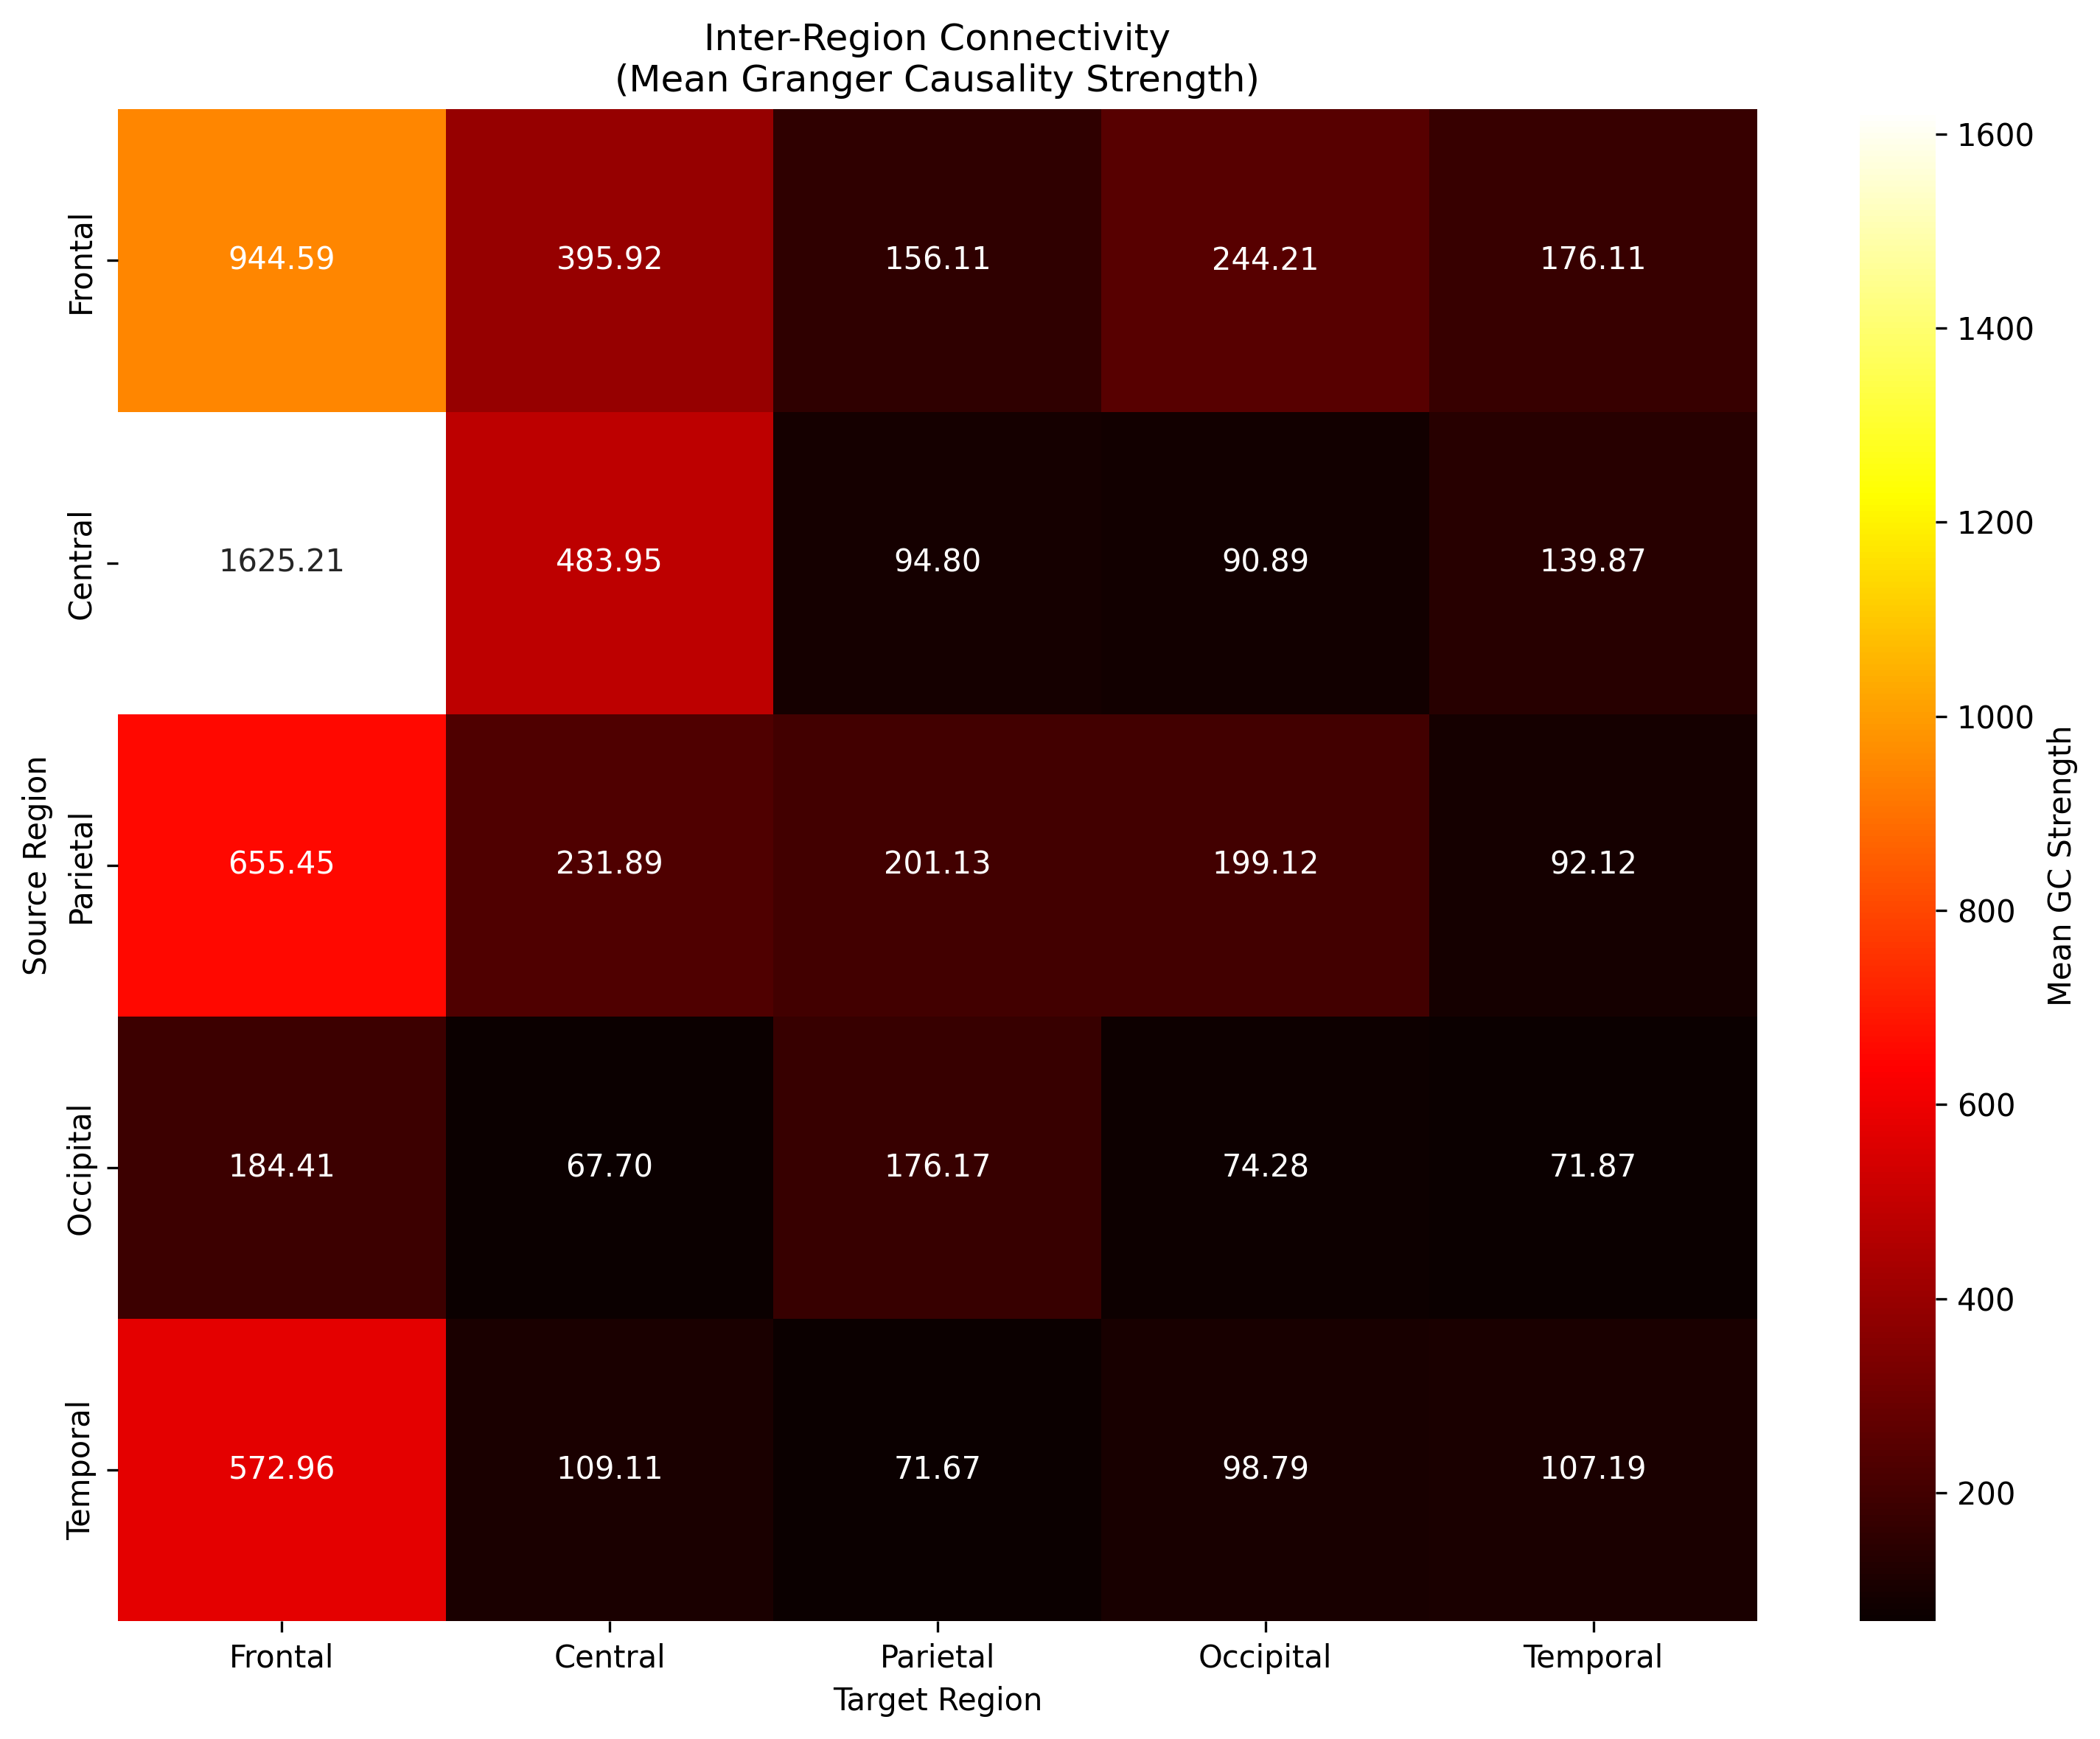 Inter-Region Connectivity
(Mean Granger Causality Strength)
Source Region
Frontal
944.59 395.92 156.11 244.21 176.11
Central
1625.21 483.95 94.80 90.89 139.87
Parietal
655.45 231.89 201.13 199.12 92.12
Occipital
184.41 67.70 176.17 74.28 71.87
Temporal
572.96 109.11 71.67 98.79 107.19
Frontal Central Parietal Occipital Temporal
Target Region
1600
1400
1200
1000
800
600
400
200
Mean GC Strength